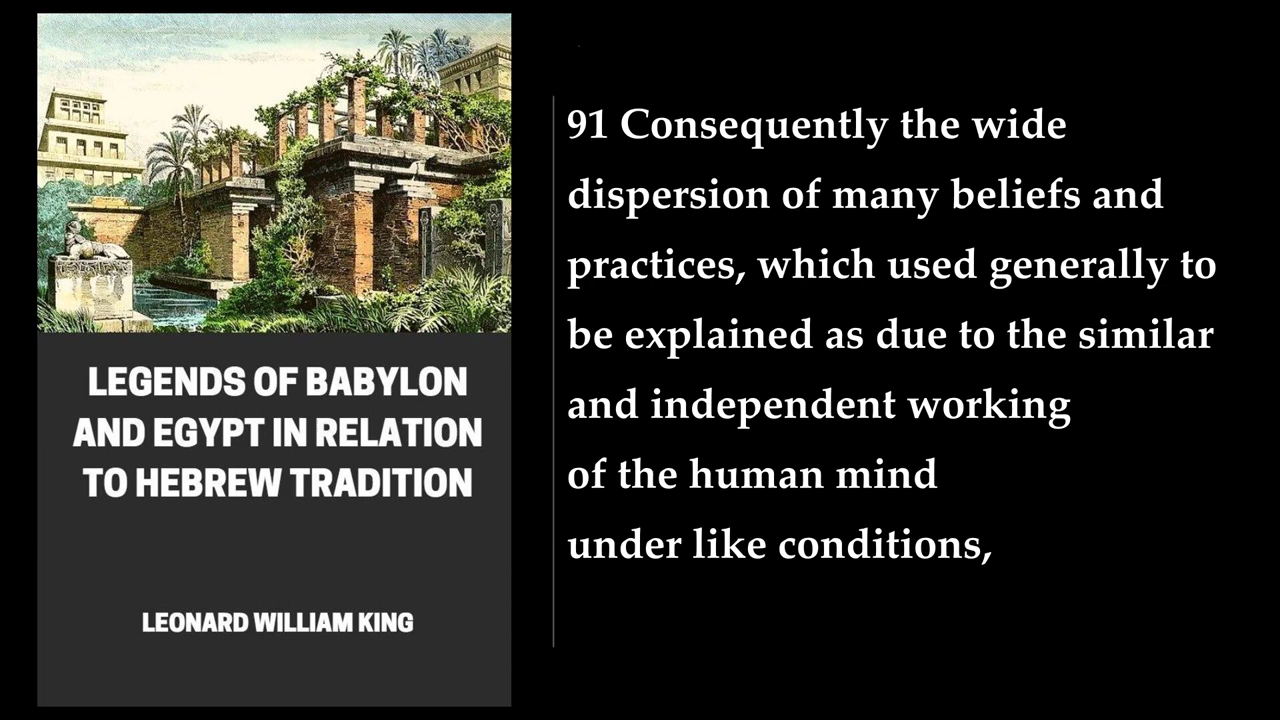 LEGENDS OF BABYLON
AND EGYPT IN RELATION
TO HEBREW TRADITION
LEONARD WILLIAM KING
91 Consequently the wide
dispersion of many beliefs and
practices, which used generally to
be explained as due to the similar
and independent working
of the human mind
under like conditions,